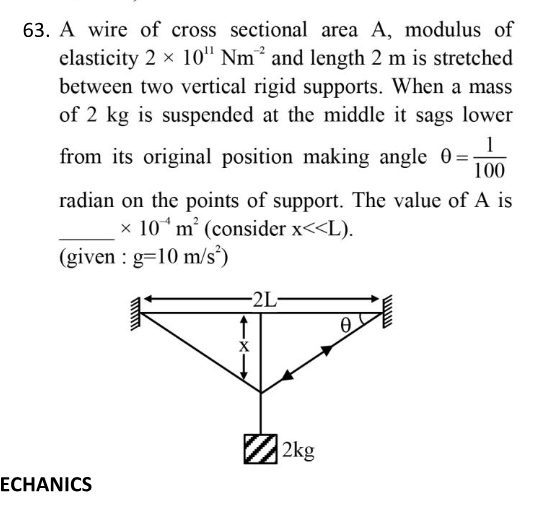 63. A wire of cross sectional area A, modulus of
elasticity 2 × 10¹¹ Nm⁻² and length 2 m is stretched
between two vertical rigid supports. When a mass
of 2 kg is suspended at the middle it sags lower
from its original position making angle θ = 1/100
radian on the points of support. The value of A is
_____ × 10⁻⁴ m² (consider x<<L).
(given : g=10 m/s²)
2L
θ
x
2kg
ECHANICS